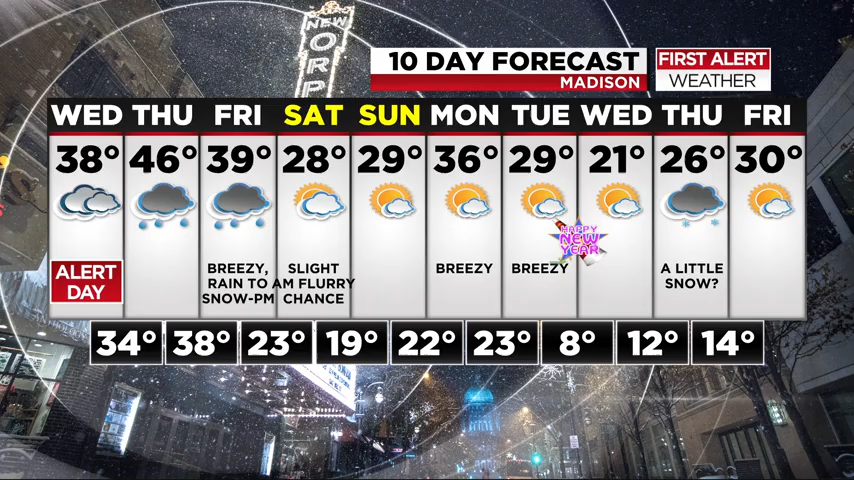 NEW
ORP
10 DAY FORECAST
MADISON
FIRST ALERT
WEATHER
WED THU FRI SAT SUN MON TUE WED THU FRI
38° 46° 39° 28° 29° 36° 29° 21° 26° 30°
HAPPY
NEW
YEAR
ALERT
DAY
BREEZY,
RAIN TO
SNOW-PM
SLIGHT
AM FLURRY
CHANCE
BREEZY
BREEZY
A LITTLE
SNOW?
34° 38° 23° 19° 22° 23° 8° 12° 14°